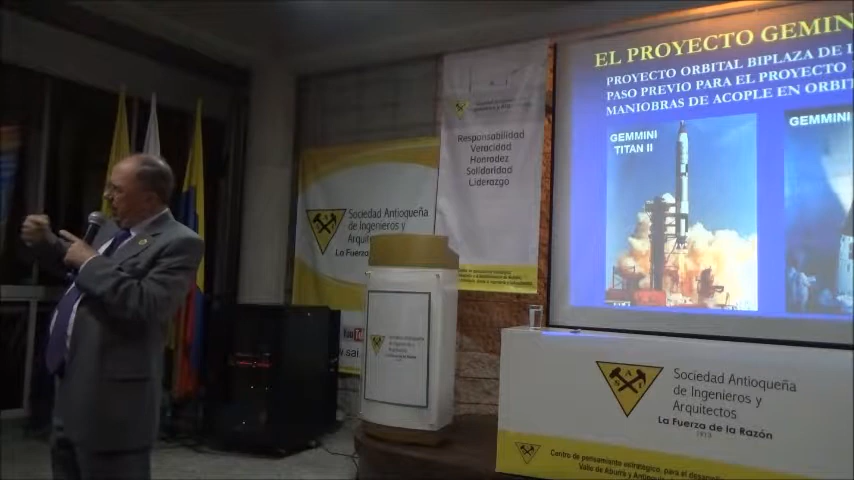 EL PROYECTO GEMIN
PROYECTO ORBITAL BIPLAZA DE
PASO PREVIO PARA EL PROYECTO
MANIOBRAS DE ACOPLE EN ORBIT
GEMMINI
TITAN II
GEMMINI
Responsabilidad
Veracidad
Honradez
Solidaridad
Liderazgo
Sociedad Antioqueña
de Ingenieros y
Arquit
La Fuerza
Sociedad Antioqueña
de Ingenieros y
Arquitectos
La Fuerza de la Razón
1913
Centro de pensamiento estratégico, para el desarrollo
Valle de Aburrá y Antioquia